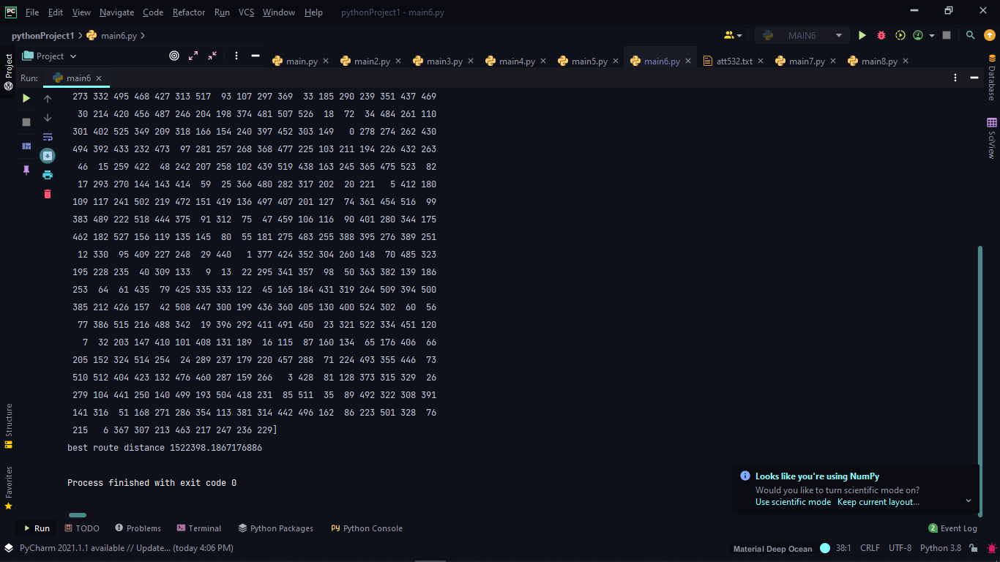 PC File Edit View Navigate Code Refactor Run VCS Window Help pythonProject1 - main6.py
pythonProject1 main6.py MAIN6
Project main.py main2.py main3.py main4.py main5.py main6.py att532.txt main7.py main8.py
Run: main6
Project
Database
SciView
273 332 495 468 427 313 517 93 107 297 369 33 185 290 239 351 437 469
30 214 420 456 487 246 204 198 374 481 507 526 18 72 34 484 261 110
301 402 525 349 209 318 166 154 240 397 452 303 149 0 278 274 262 430
494 392 433 232 473 97 281 257 268 368 477 225 103 211 194 226 432 263
46 15 259 422 48 242 207 258 102 439 519 438 163 245 365 475 523 82
17 293 270 144 143 414 59 25 366 480 282 317 202 20 221 5 412 180
109 117 241 502 219 472 151 419 136 497 407 201 127 74 361 454 516 99
383 489 222 518 444 375 91 312 75 47 459 106 116 90 401 280 344 175
462 182 527 156 119 135 145 80 55 181 275 483 255 388 395 276 389 251
12 330 95 409 227 248 29 440 1 377 424 352 304 260 148 70 485 323
195 228 235 40 309 133 9 13 22 295 341 357 98 50 363 382 139 186
253 64 61 435 79 425 335 333 122 45 165 184 431 319 264 509 394 500
385 212 426 157 42 508 447 300 199 436 360 405 130 400 524 302 60 56
77 386 515 216 488 342 19 396 292 411 491 450 23 321 522 334 451 120
7 32 203 147 410 101 408 131 189 16 115 87 160 134 65 176 406 66
205 152 324 514 254 24 289 237 179 220 457 288 71 224 493 355 446 73
510 512 404 423 132 476 460 287 159 266 3 428 81 128 373 315 329 26
279 104 441 250 140 499 193 504 418 231 85 511 35 89 492 322 308 391
141 316 51 168 271 286 354 113 381 314 442 496 162 86 223 501 328 76
215 6 367 307 213 463 217 247 236 229]
best route distance 1522398.1867176886
Process finished with exit code 0
Structure
Favorites
Looks like you're using NumPy
Would you like to turn scientific mode on?
Use scientific mode Keep current layout...
Run TODO Problems Terminal Python Packages Python Console 2 Event Log
PyCharm 2021.1.1 available // Update... (today 4:06 PM) Material Deep Ocean 38:1 CRLF UTF-8 Python 3.8